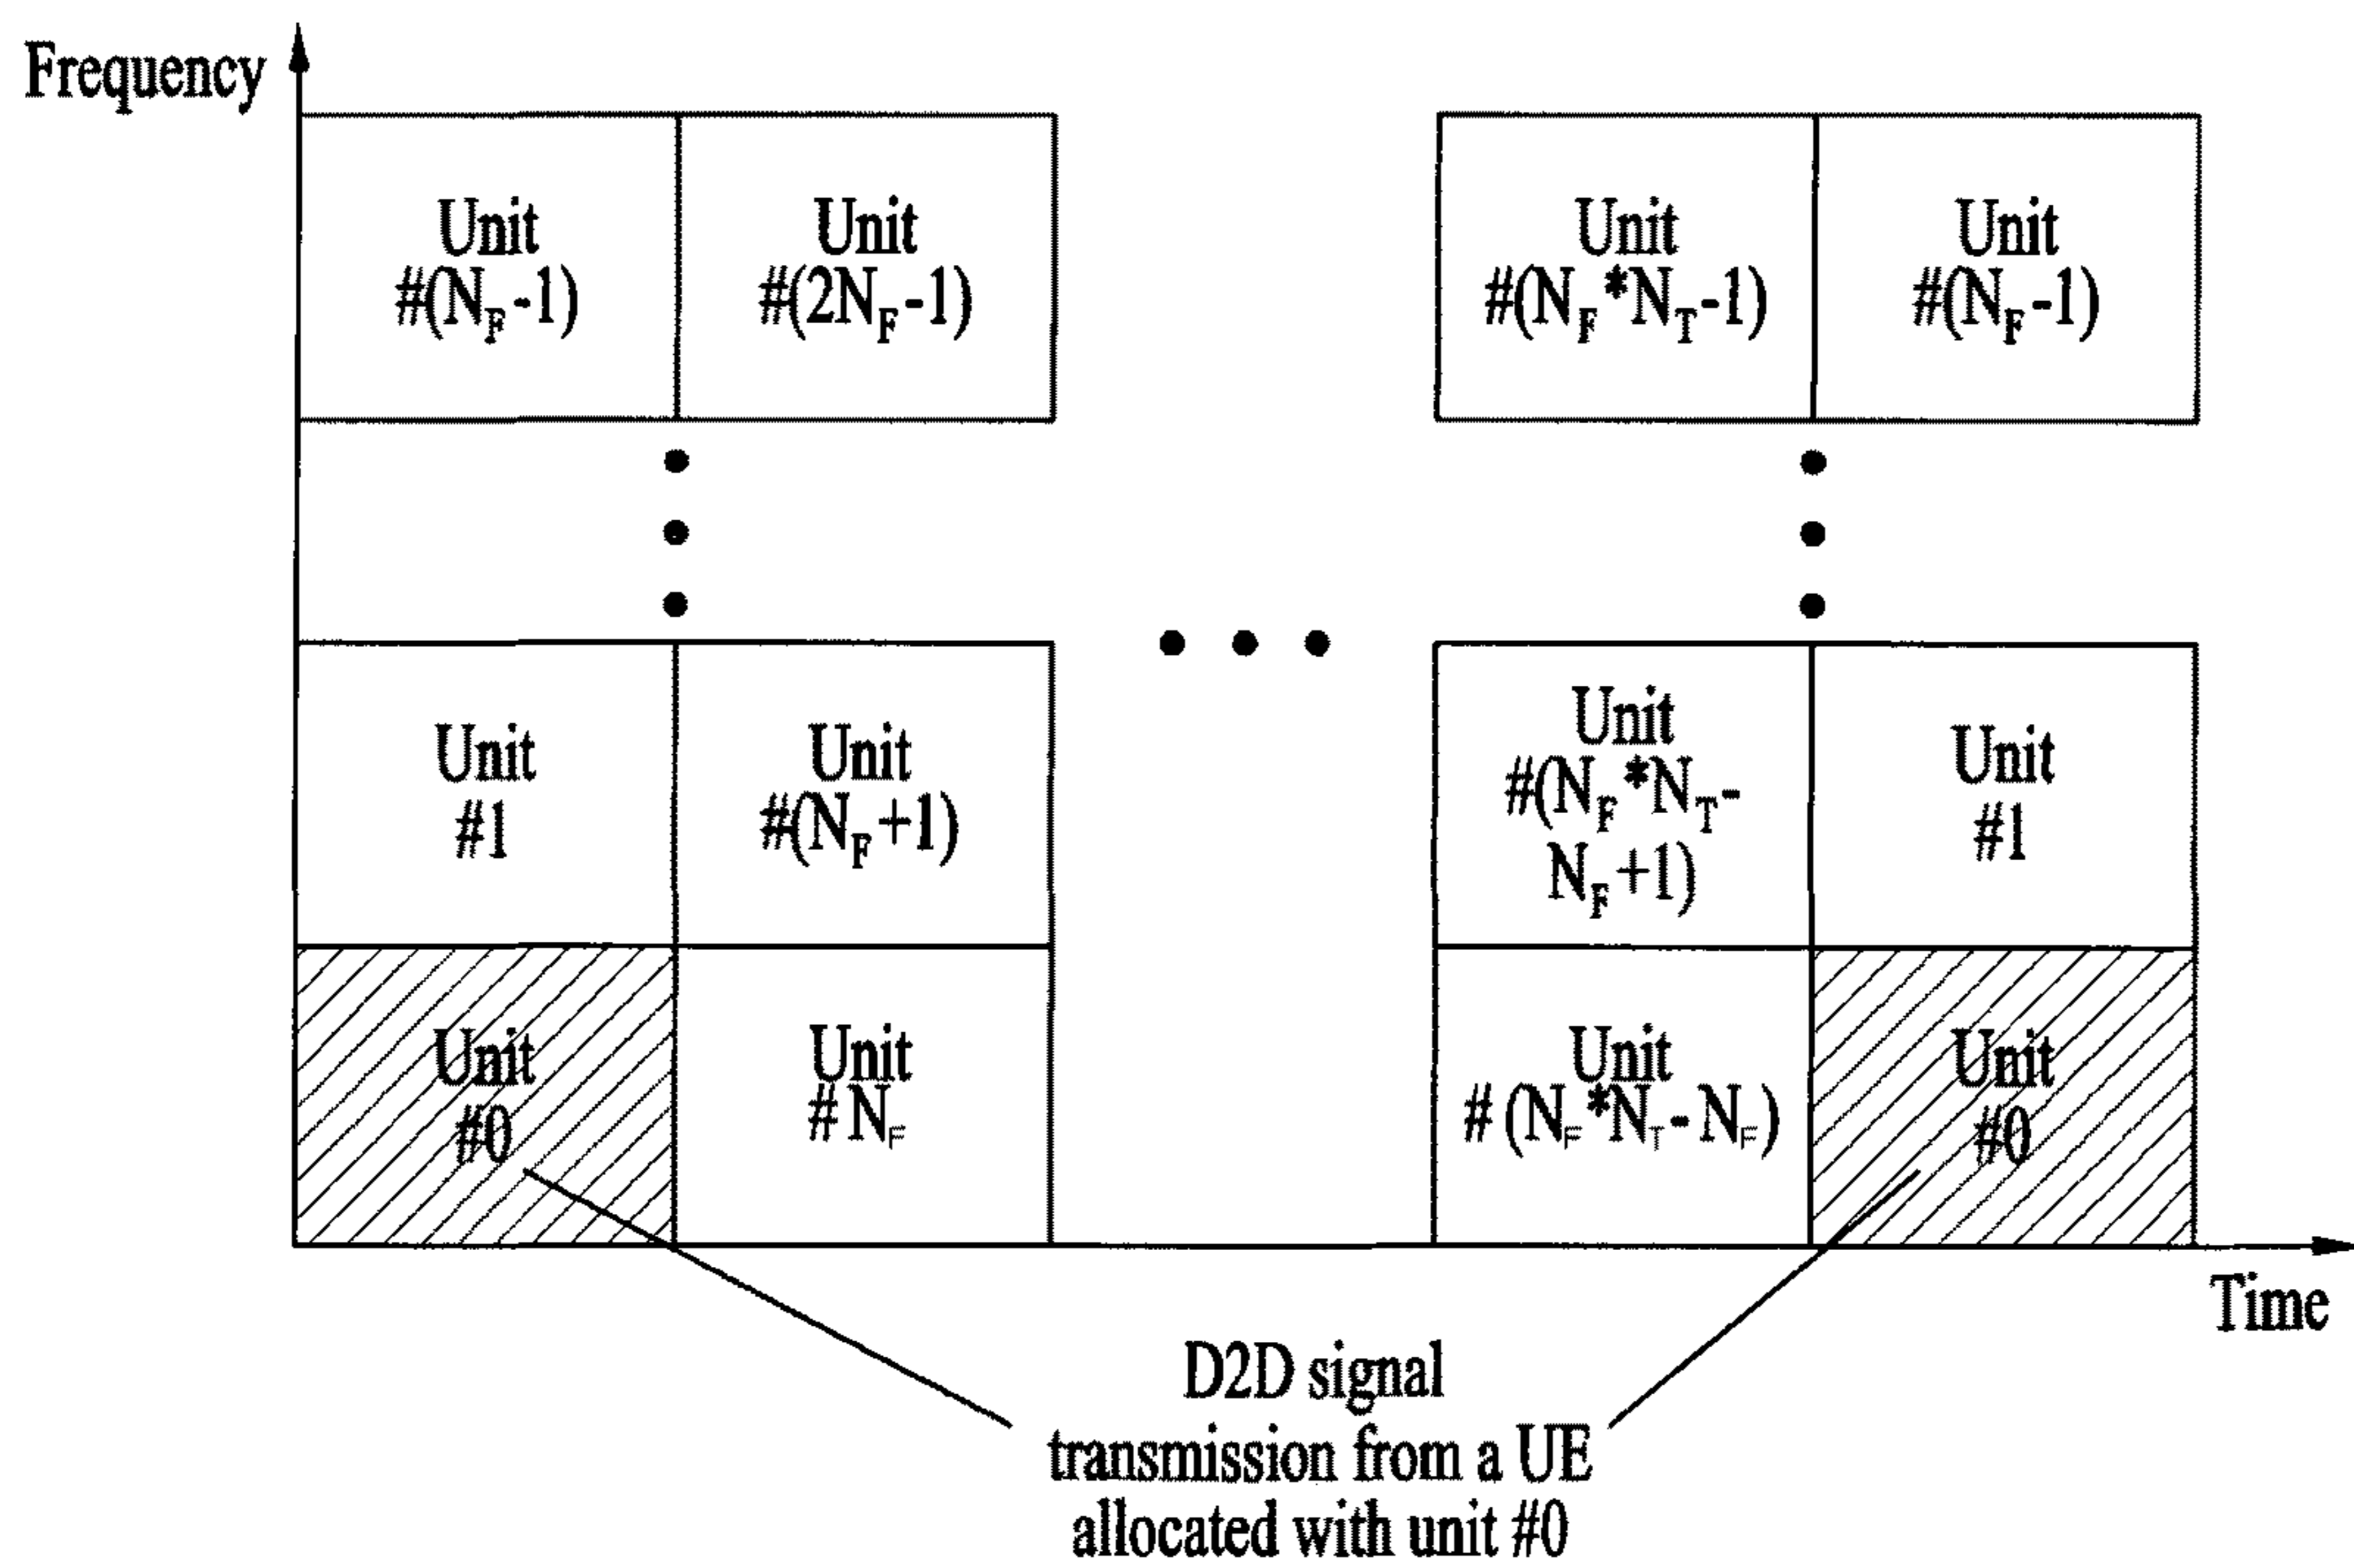 Frequency
Unit
#(N_F-1)
Unit
#(2N_F-1)
Unit
#(N_F*N_T-1)
Unit
#(N_F-1)
Unit
#1
Unit
#(N_F+1)
Unit
#(N_F*N_T-
N_F+1)
Unit
#1
Unit
#0
Unit
# N_F
Unit
# (N_F*N_T- N_F)
Unit
#0
Time
D2D signal
transmission from a UE
allocated with unit #0